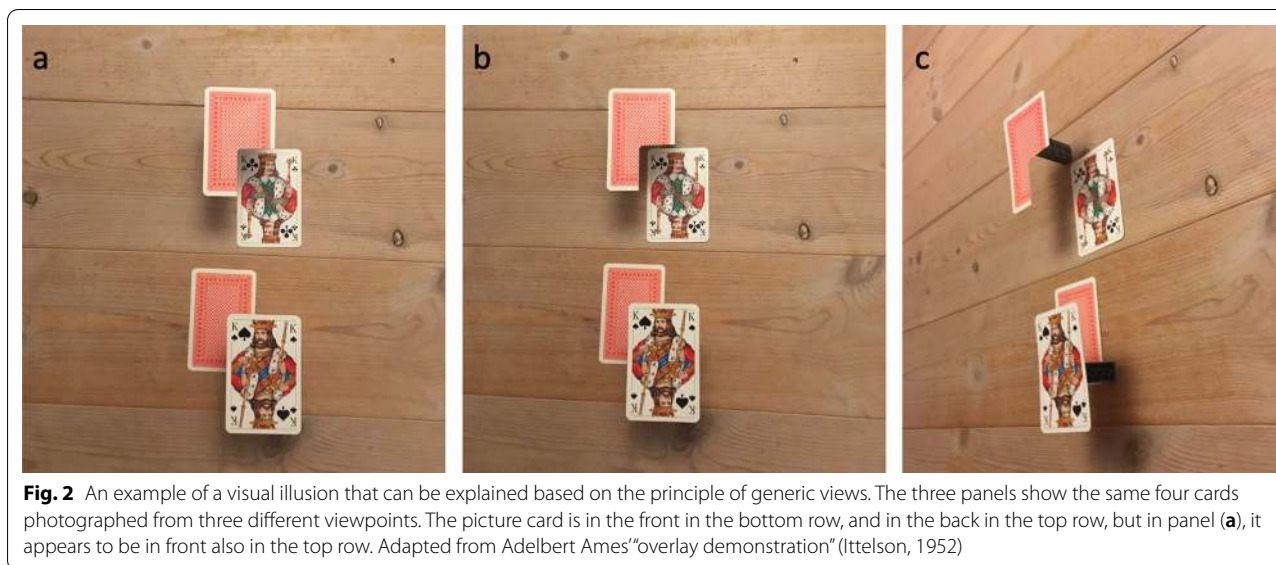 a
b
c
K K
K
K K
K
Fig. 2 An example of a visual illusion that can be explained based on the principle of generic views. The three panels show the same four cards
photographed from three different viewpoints. The picture card is in the front in the bottom row, and in the back in the top row, but in panel (a), it
appears to be in front also in the top row. Adapted from Adelbert Ames’“overlay demonstration” (Ittelson, 1952)